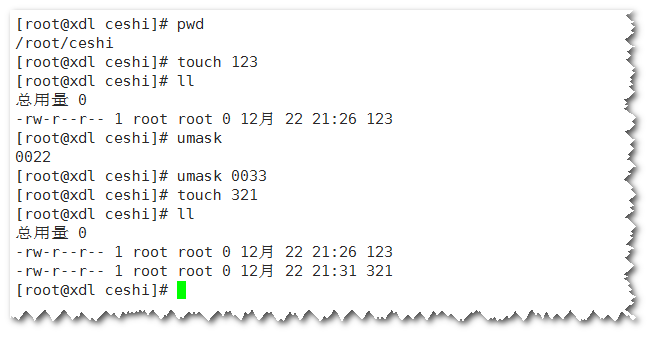 [root@xdl ceshi]# pwd
/root/ceshi
[root@xdl ceshi]# touch 123
[root@xdl ceshi]# ll
总用量 0
-rw-r--r-- 1 root root 0 12月 22 21:26 123
[root@xdl ceshi]# umask
0022
[root@xdl ceshi]# umask 0033
[root@xdl ceshi]# touch 321
[root@xdl ceshi]# ll
总用量 0
-rw-r--r-- 1 root root 0 12月 22 21:26 123
-rw-r--r-- 1 root root 0 12月 22 21:31 321
[root@xdl ceshi]#